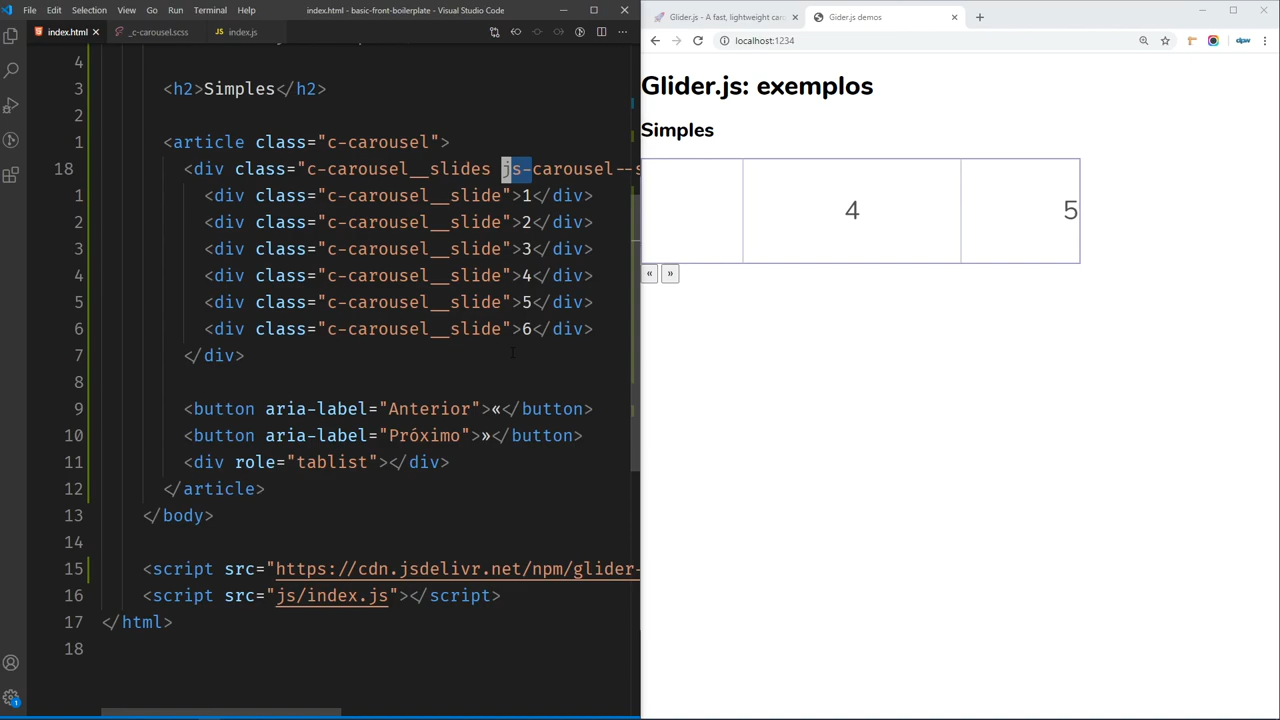 File Edit Selection View Go Run Terminal Help index.html - basic-front-boilerplate - Visual Studio Code
index.html _c-carousel.scss JS index.js
4
3 <h2>Simples</h2>
2
1 <article class="c-carousel">
18 <div class="c-carousel__slides js-carousel--s
1 <div class="c-carousel__slide">1</div>
2 <div class="c-carousel__slide">2</div>
3 <div class="c-carousel__slide">3</div>
4 <div class="c-carousel__slide">4</div>
5 <div class="c-carousel__slide">5</div>
6 <div class="c-carousel__slide">6</div>
7 </div>
8
9 <button aria-label="Anterior">«</button>
10 <button aria-label="Próximo">»</button>
11 <div role="tablist"></div>
12 </article>
13 </body>
14
15 <script src="https://cdn.jsdelivr.net/npm/glider-
16 <script src="js/index.js"></script>
17 </html>
18
1
Glider.js - A fast, lightweight car Gider.js demos
localhost:1234 dpw
Glider.js: exemplos
Simples
4 5
« »